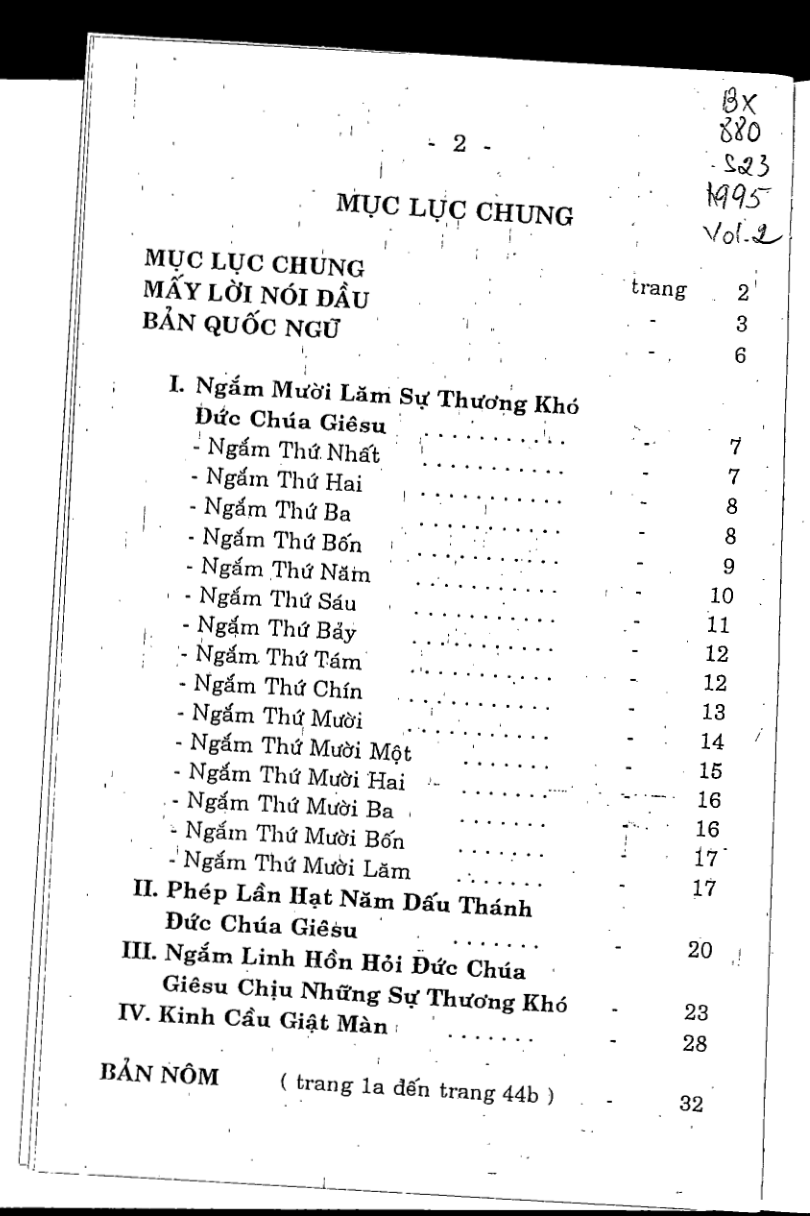 BX
880
.S23
1995
Vol.2
- 2 -
MỤC LỤC CHUNG
MỤC LỤC CHUNG trang 2
MẤY LỜI NÓI ĐẦU - 3
BẢN QUỐC NGỮ - 6
I. Ngắm Mười Lăm Sự Thương Khó
Đức Chúa Giêsu ........... - 7
- Ngắm Thứ Nhất ........... - 7
- Ngắm Thứ Hai ........... - 8
- Ngắm Thứ Ba ........... - 8
- Ngắm Thứ Bốn ........... - 9
- Ngắm Thứ Năm ........... - 10
- Ngắm Thứ Sáu ........... - 11
- Ngắm Thứ Bảy ........... - 12
- Ngắm Thứ Tám ........... - 12
- Ngắm Thứ Chín ........... - 13
- Ngắm Thứ Mười ........... - 14
- Ngắm Thứ Mười Một ....... - 15
- Ngắm Thứ Mười Hai ....... - 16
- Ngắm Thứ Mười Ba ....... - 16
- Ngắm Thứ Mười Bốn ....... - 17
- Ngắm Thứ Mười Lăm ....... - 17
II. Phép Lần Hạt Năm Dấu Thánh
Đức Chúa Giêsu ....... - 20
III. Ngắm Linh Hồn Hỏi Đức Chúa
Giêsu Chịu Những Sự Thương Khó - 23
IV. Kinh Cầu Giật Màn ....... - 28
BẢN NÔM ( trang 1a đến trang 44b ) - 32